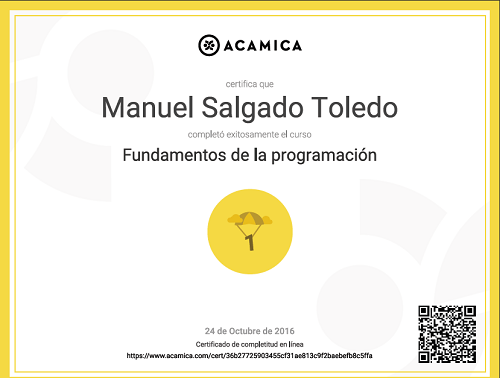 ACAMICA
certifica que
Manuel Salgado Toledo
completó exitosamente el curso
Fundamentos de la programación
1
24 de Octubre de 2016
Certificado de completitud en línea
https://www.acamica.com/cert/36b27725903455cf31ae813c9f2baebefb8c5ffa